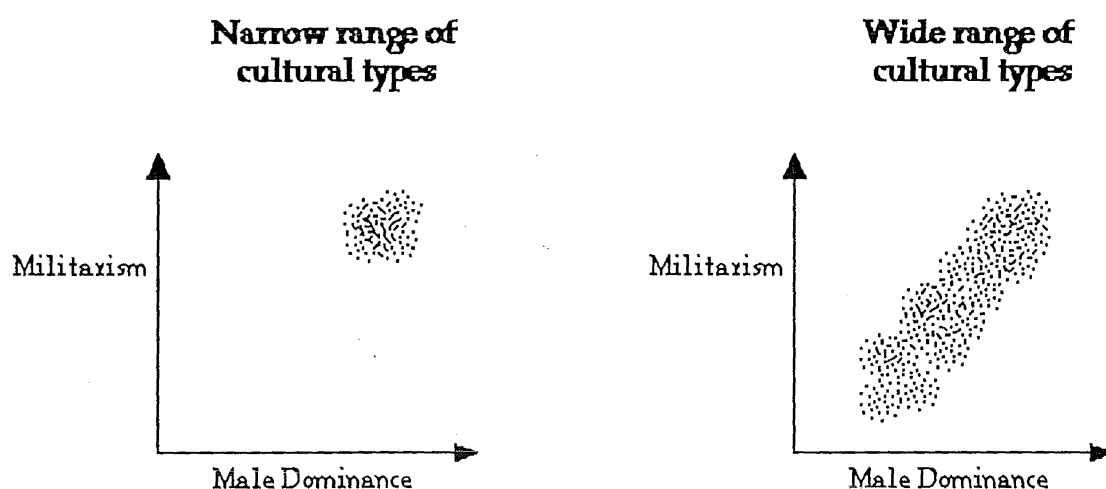 Narrow range of
cultural types
Wide range of
cultural types
Militarism
Militarism
Male Dominance
Male Dominance